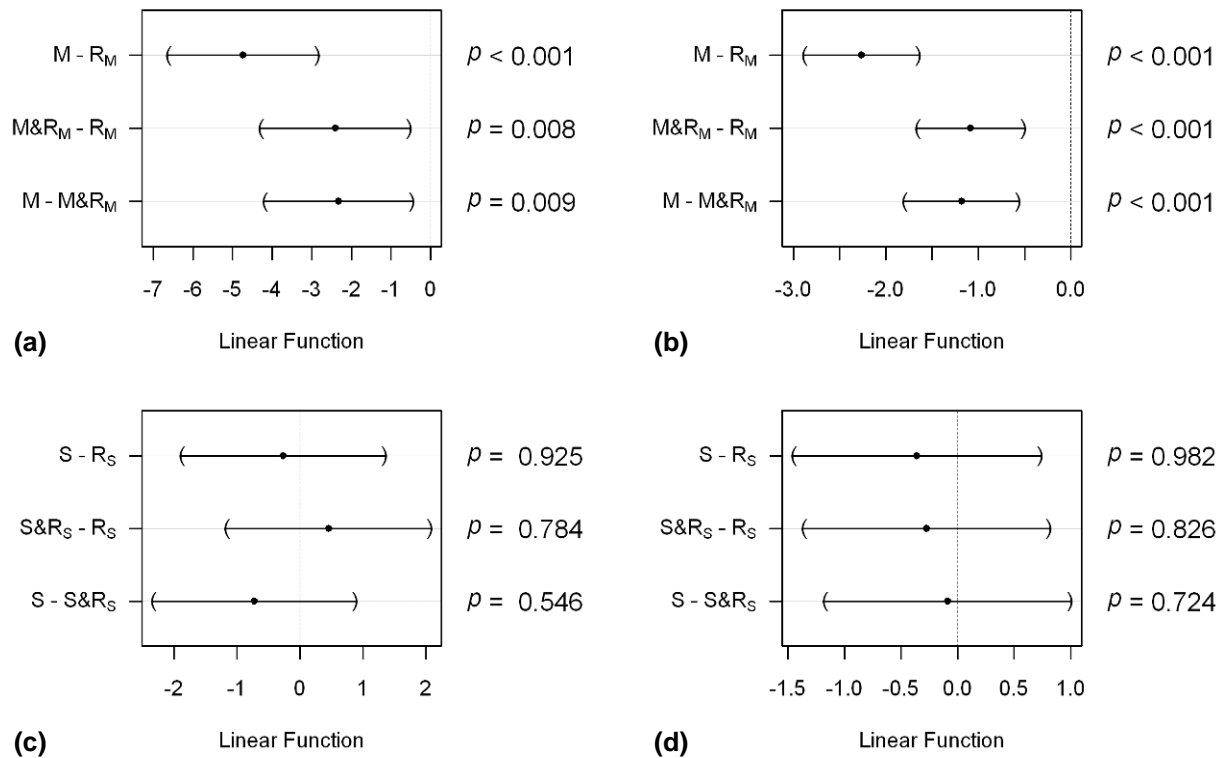 M - R_M p < 0.001
M&R_M - R_M p = 0.008
M - M&R_M p = 0.009
-7 -6 -5 -4 -3 -2 -1 0
(a) Linear Function
M - R_M p < 0.001
M&R_M - R_M p < 0.001
M - M&R_M p < 0.001
-3.0 -2.0 -1.0 0.0
(b) Linear Function
S - R_S p = 0.925
S&R_S - R_S p = 0.784
S - S&R_S p = 0.546
-2 -1 0 1 2
(c) Linear Function
S - R_S p = 0.982
S&R_S - R_S p = 0.826
S - S&R_S p = 0.724
-1.5 -1.0 -0.5 0.0 0.5 1.0
(d) Linear Function